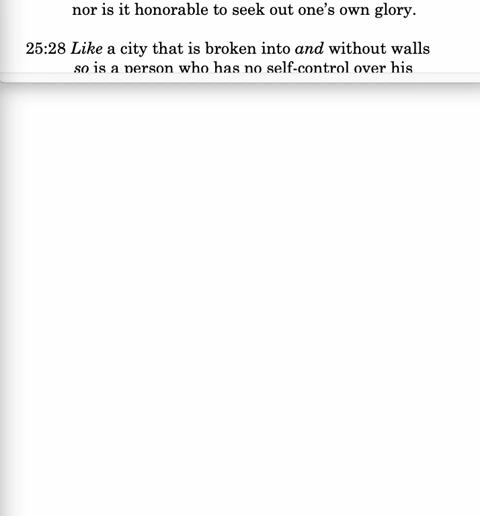 nor is it honorable to seek out one’s own glory.
25:28 Like a city that is broken into and without walls
so is a person who has no self-control over his